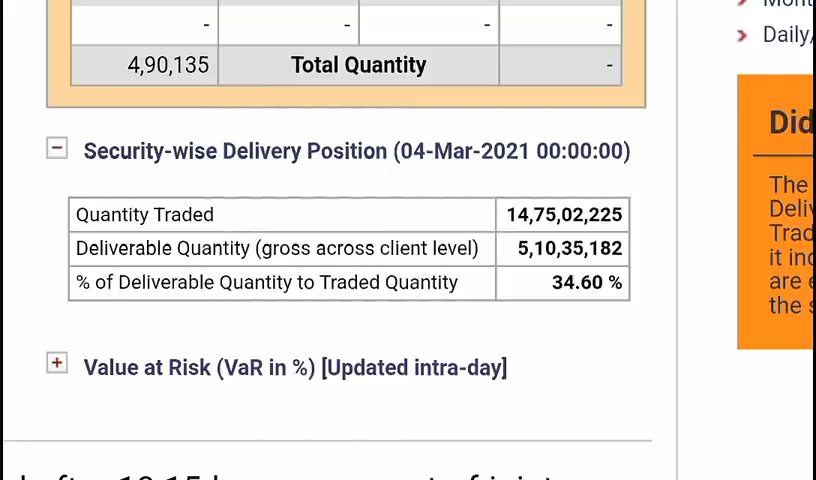 - - - -
4,90,135 Total Quantity -
Security-wise Delivery Position (04-Mar-2021 00:00:00)
Quantity Traded 14,75,02,225
Deliverable Quantity (gross across client level) 5,10,35,182
% of Deliverable Quantity to Traded Quantity 34.60 %
Value at Risk (VaR in %) [Updated intra-day]
Daily/
Did
The
Deliv
Trad
it inc
are e
the s